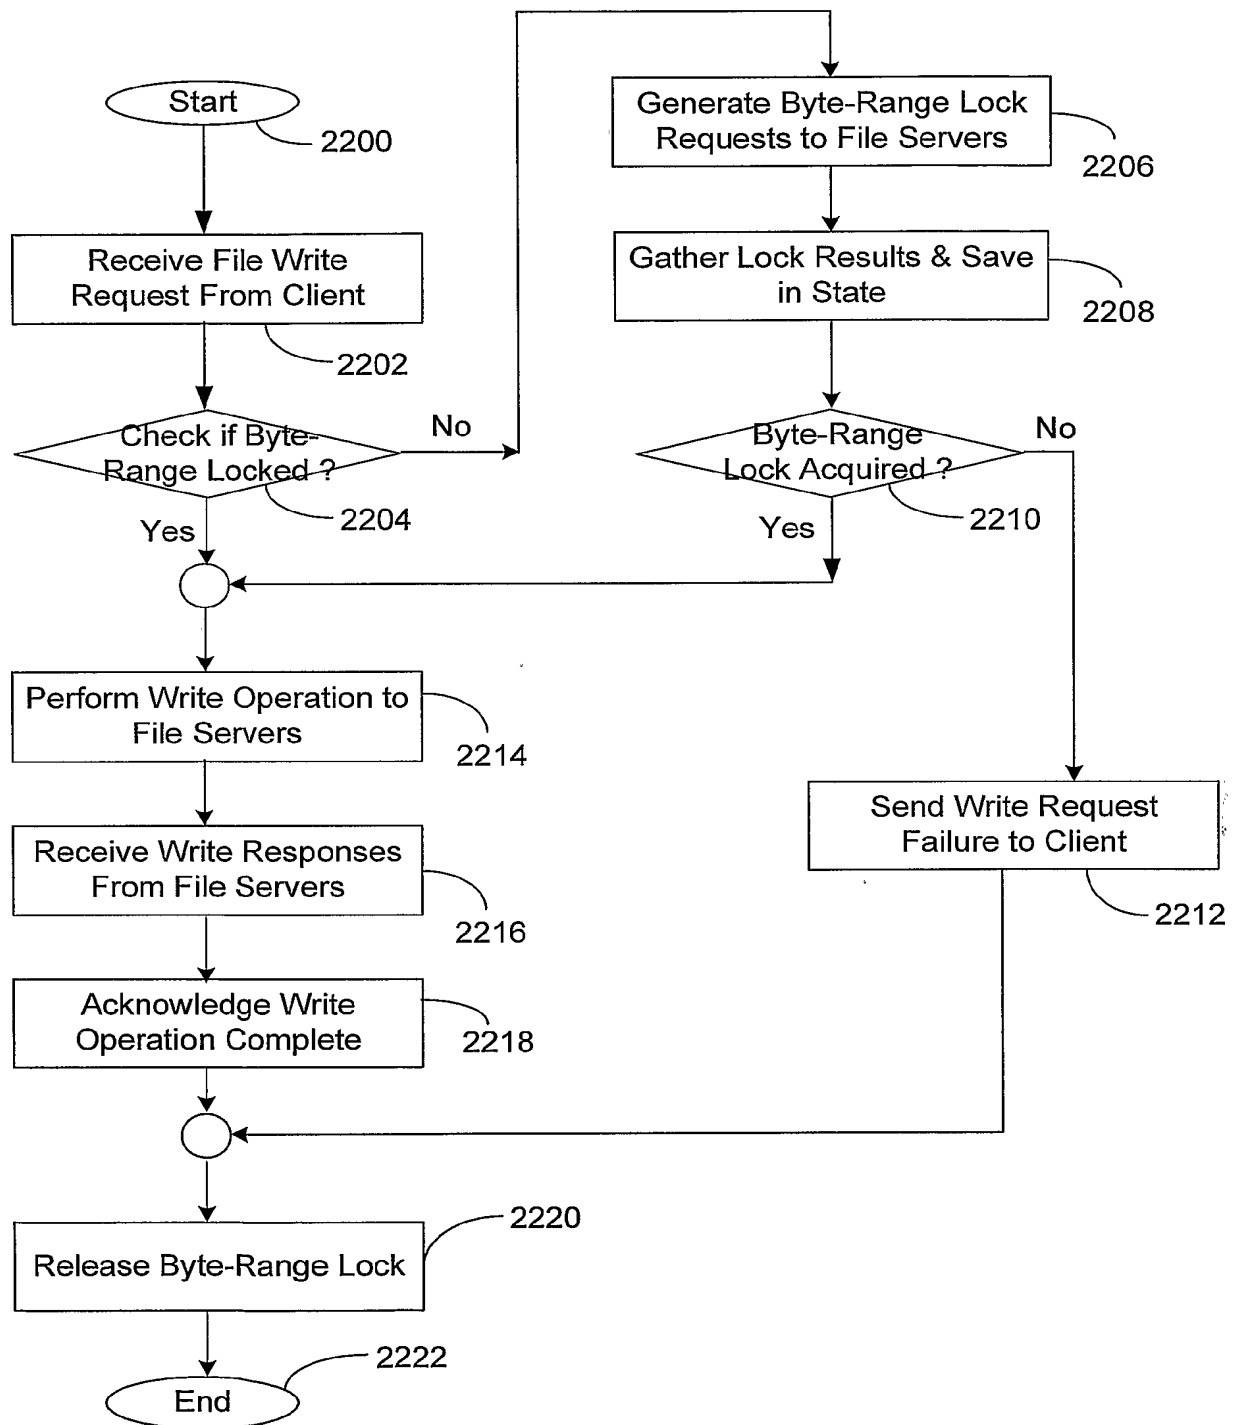 Start
2200
Receive File Write
Request From Client
2202
Check if Byte-
Range Locked ?
2204
No
Yes
Generate Byte-Range Lock
Requests to File Servers
2206
Gather Lock Results & Save
in State
2208
Byte-Range
Lock Acquired ?
2210
No
Yes
Perform Write Operation to
File Servers
2214
Send Write Request
Failure to Client
2212
Receive Write Responses
From File Servers
2216
Acknowledge Write
Operation Complete
2218
Release Byte-Range Lock
2220
End
2222